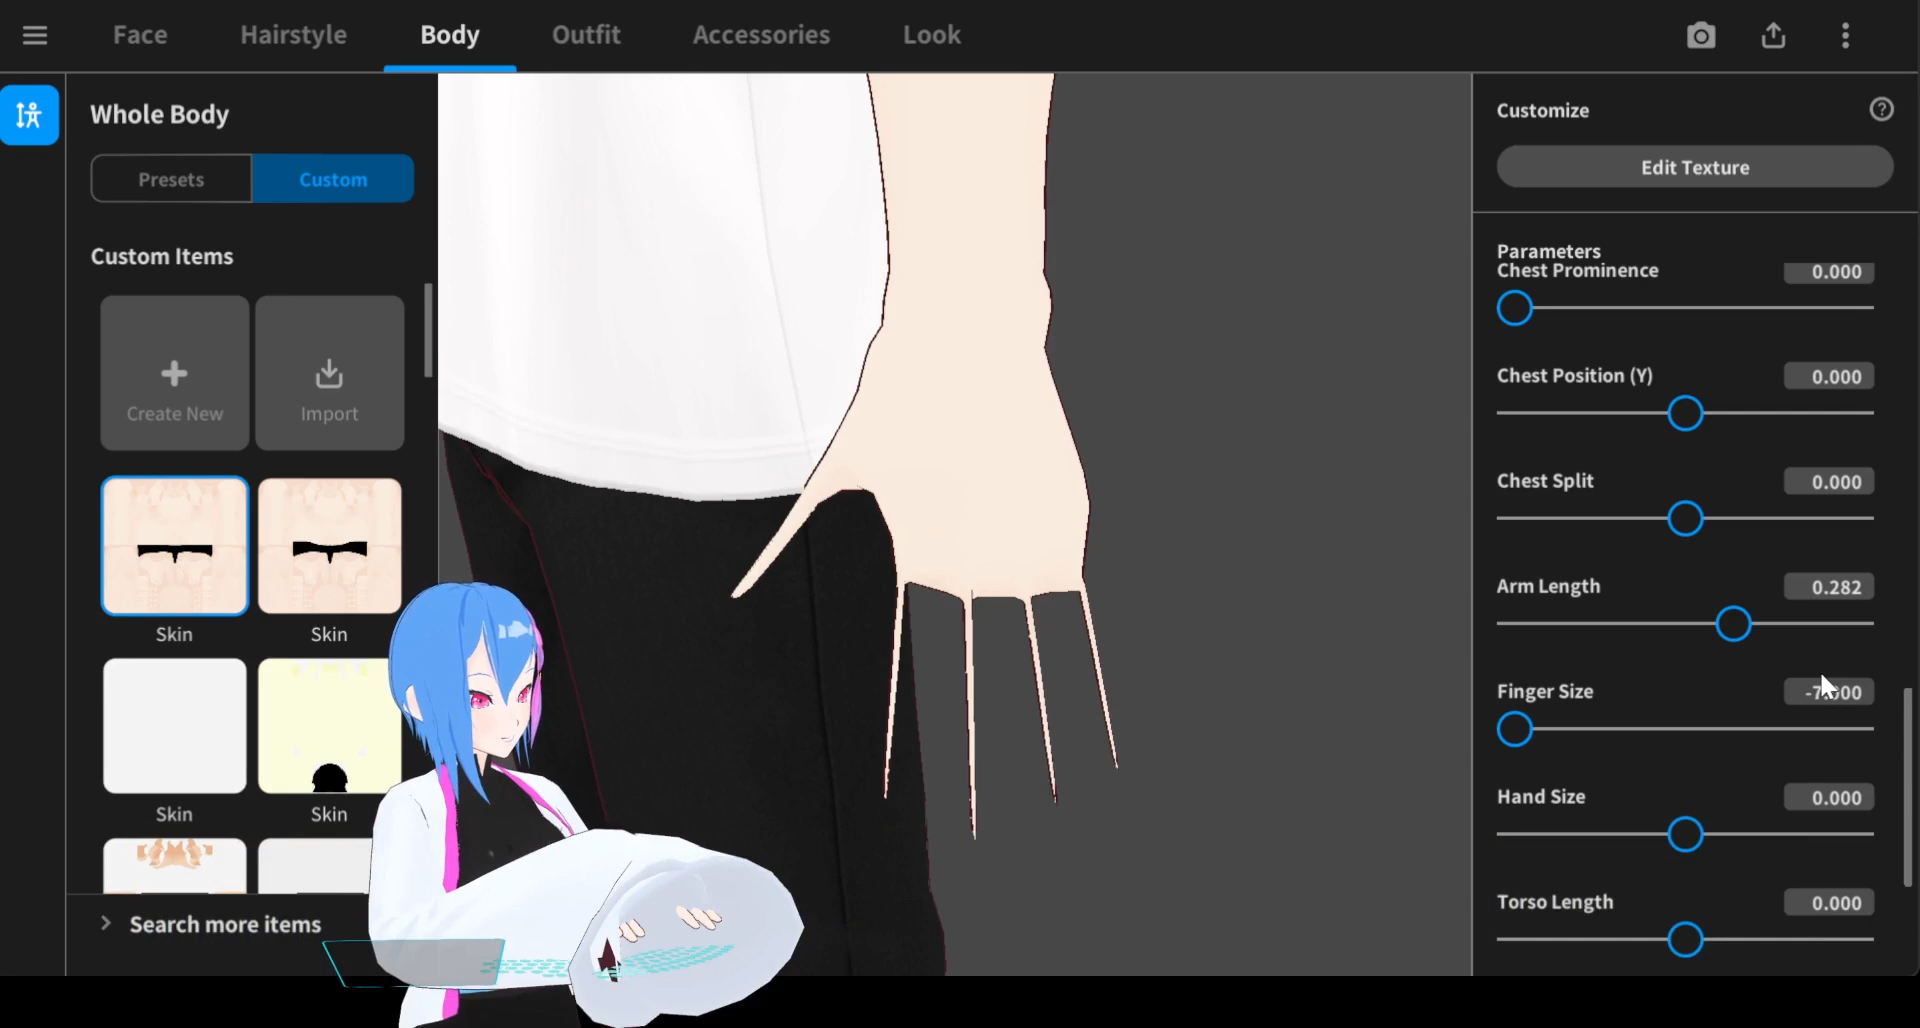 Face Hairstyle Body Outfit Accessories Look
Whole Body
Presets Custom
Custom Items
Create New Import
Skin Skin
Skin Skin
Search more items
Customize
Edit Texture
Parameters
Chest Prominence 0.000
Chest Position (Y) 0.000
Chest Split 0.000
Arm Length 0.282
Finger Size
Hand Size 0.000
Torso Length 0.000